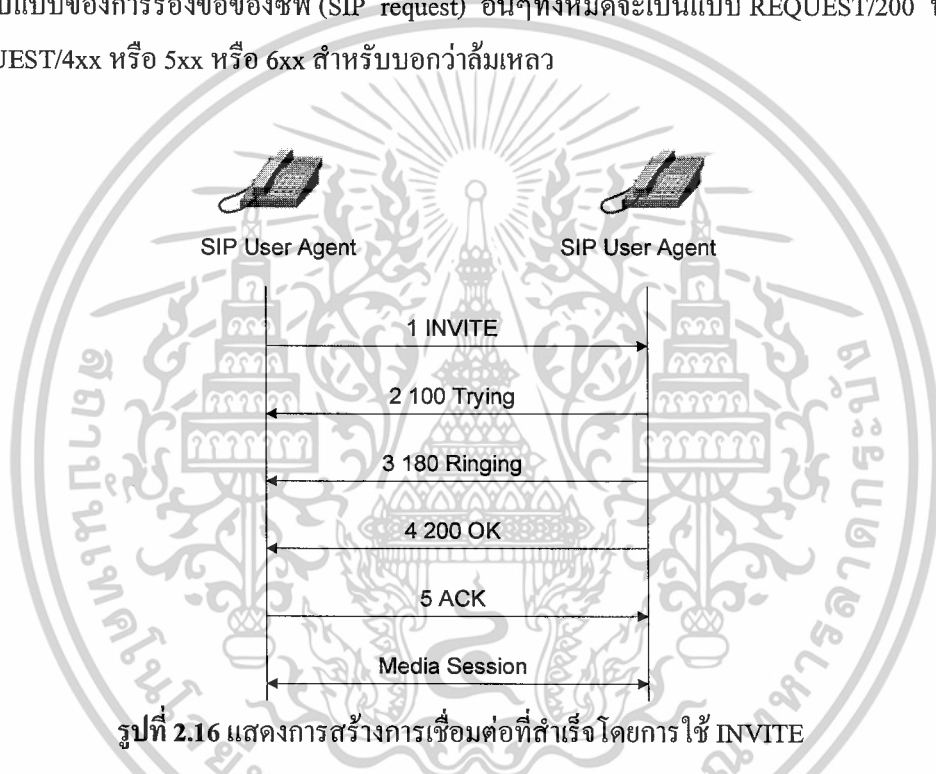 แบบของการร้องขอของซิพ (SIP request) อื่นๆทั้งหมดจะเป็นแบบ REQUEST/200
หรือ 5xx หรือ 6xx สำหรับบอกว่าล้มเหลว
SIP User Agent
SIP User Agent
1 INVITE
2 100 Trying
3 180 Ringing
4 200 OK
5 ACK
Media Session
รูปที่ 2.16 แสดงการสร้างการเชื่อมต่อที่สำเร็จโดยการใช้ INVITE